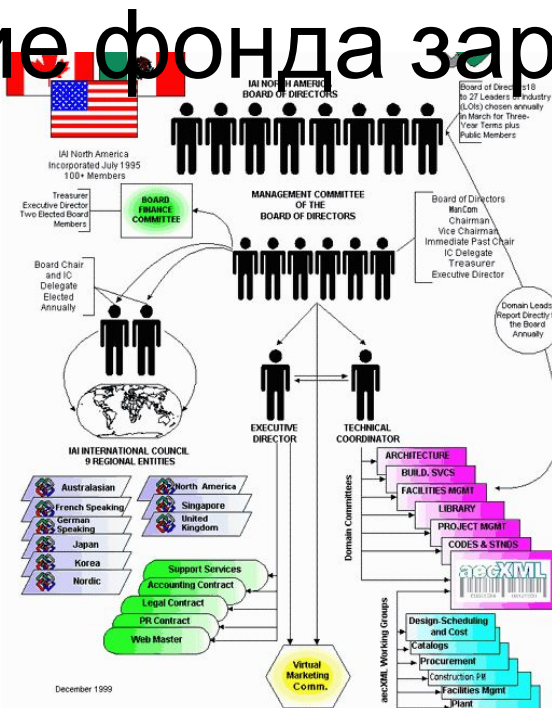 ие фонда зар
IAI NORTH AMERICA
BOARD OF DIRECTORS
Board of Directors18
to 27 Leaders of Industry
(LOIs) chosen annually
in March for Three-
Year Terms plus
Public Members
IAI North America
Incorporated July 1995
100+ Members
Treasurer
Executive Director
Two Elected Board
Members
BOARD
FINANCE
COMMITTEE
MANAGEMENT COMMITTEE
OF THE
BOARD OF DIRECTORS
Board of Directors
ManCom
Chairman
Vice Chairman
Immediate Past Chair
IC Delegate
Treasurer
Executive Director
Board Chair
and IC
Delegate
Elected
Annually
Domain Leads
Report Directly
the Board
Annually
EXECUTIVE
DIRECTOR
TECHNICAL
COORDINATOR
IAI INTERNATIONAL COUNCIL
9 REGIONAL ENTITIES
Australasian
French Speaking
German
Speaking
Japan
Korea
Nordic
North America
Singapore
United
Kingdom
Domain Committees
ARCHITECTURE
BUILD. SVCS
FACILITIES MGMT
LIBRARY
PROJECT MGMT
CODES & STNDS
aecXML
Support Services
Accounting Contract
Legal Contract
PR Contract
Web Master
Virtual
Marketing
Comm.
aecXML Working Groups
Design-Scheduling
and Cost
Catalogs
Procurement
Construction PM
Facilities Mgmt
Plant
December 1999